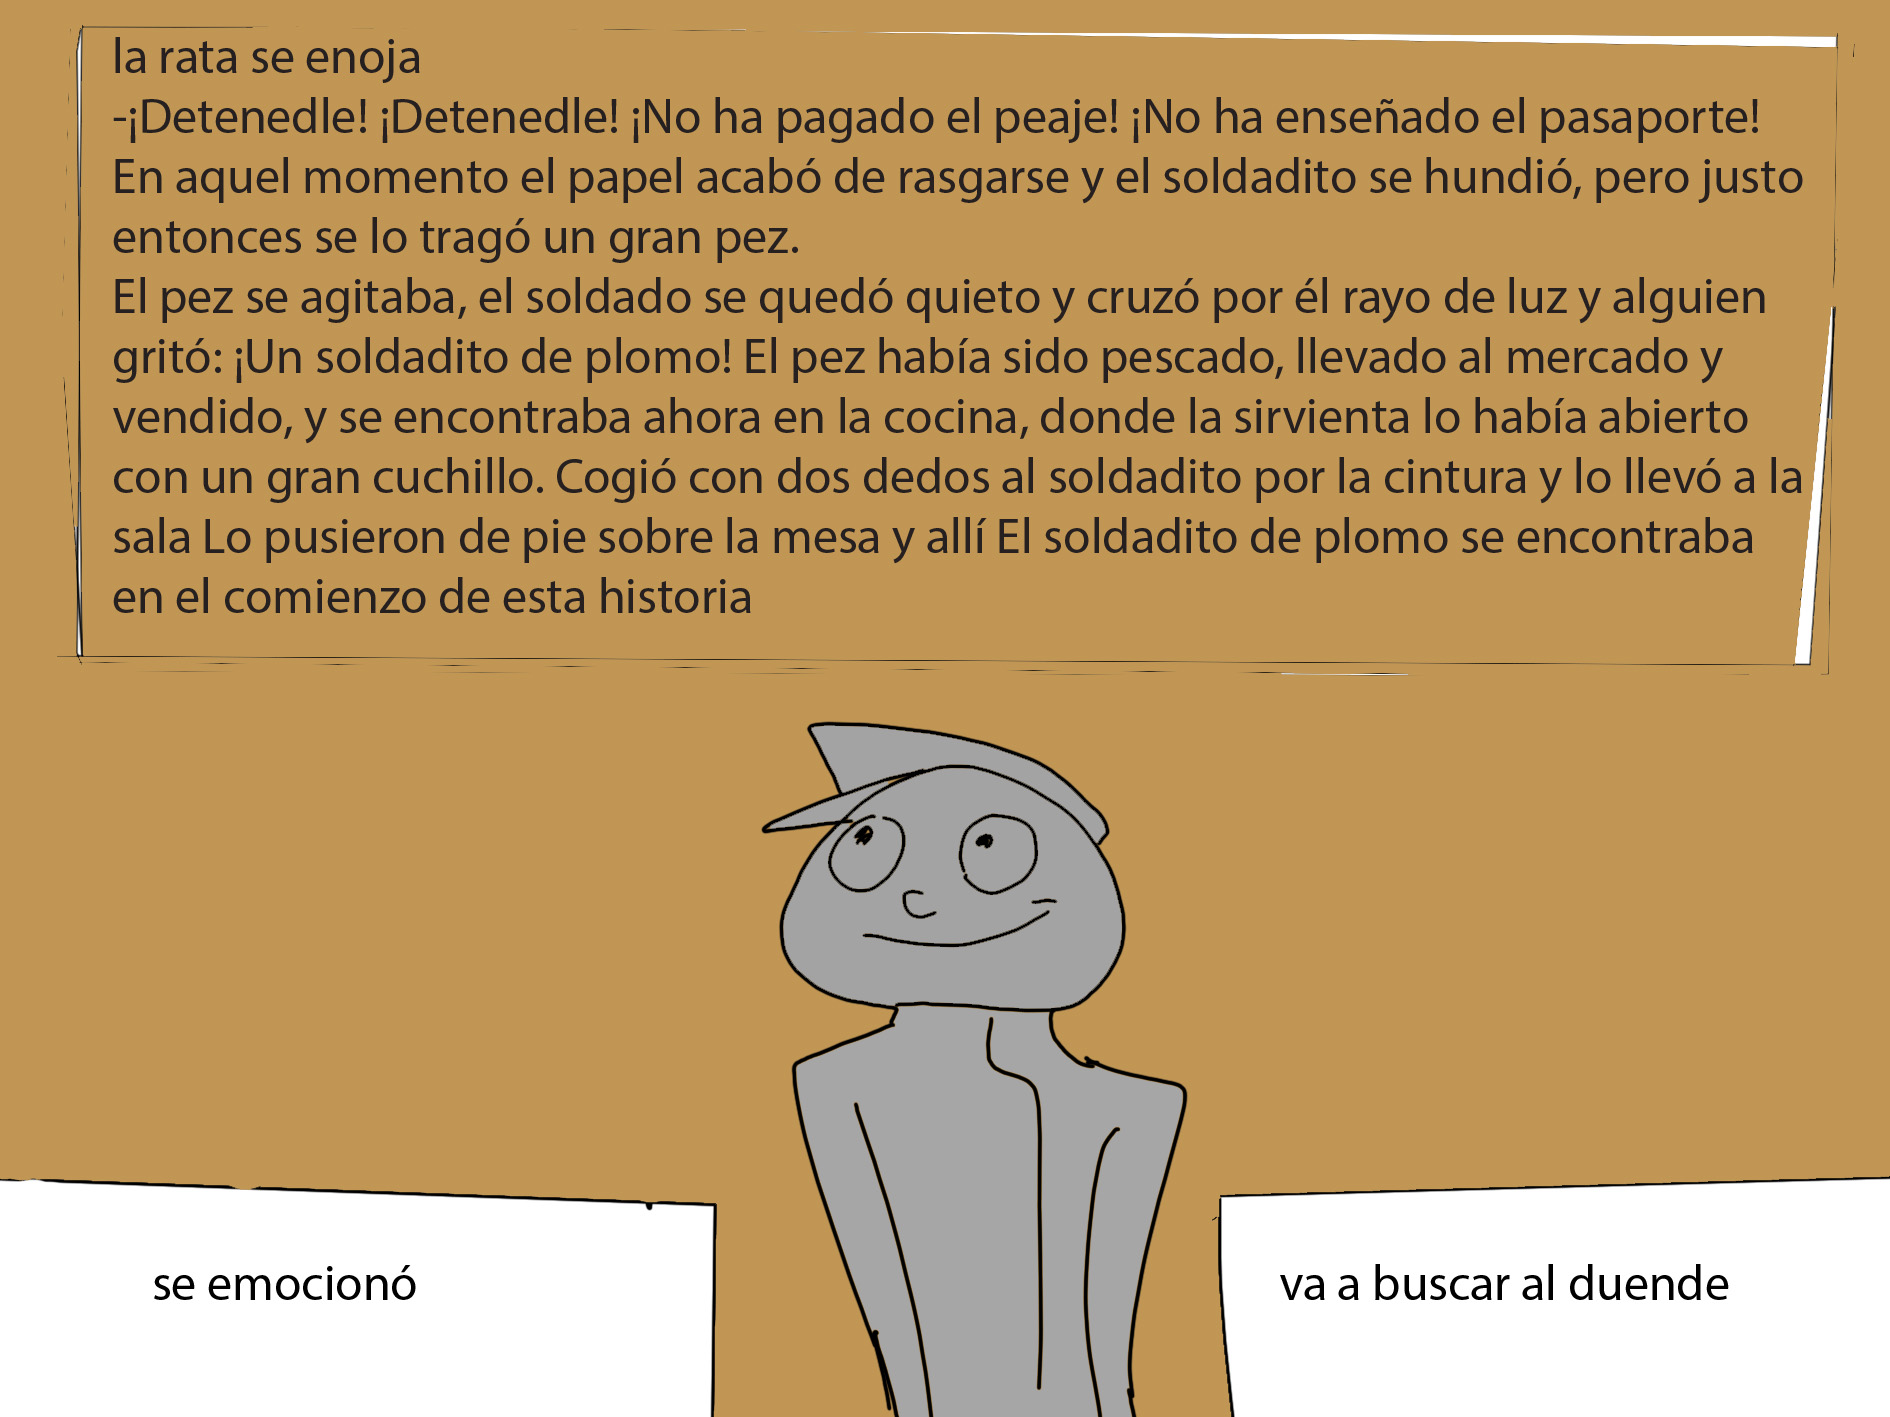 la rata se enoja
-¡Detenedle! ¡Detenedle! ¡No ha pagado el peaje! ¡No ha enseñado el pasaporte!
En aquel momento el papel acabó de rasgarse y el soldadito se hundió, pero justo
entonces se lo tragó un gran pez.
El pez se agitaba, el soldado se quedó quieto y cruzó por él rayo de luz y alguien
gritó: ¡Un soldadito de plomo! El pez había sido pescado, llevado al mercado y
vendido, y se encontraba ahora en la cocina, donde la sirvienta lo había abierto
con un gran cuchillo. Cogió con dos dedos al soldadito por la cintura y lo llevó a la
sala Lo pusieron de pie sobre la mesa y allí El soldadito de plomo se encontraba
en el comienzo de esta historia
se emocionó
va a buscar al duende